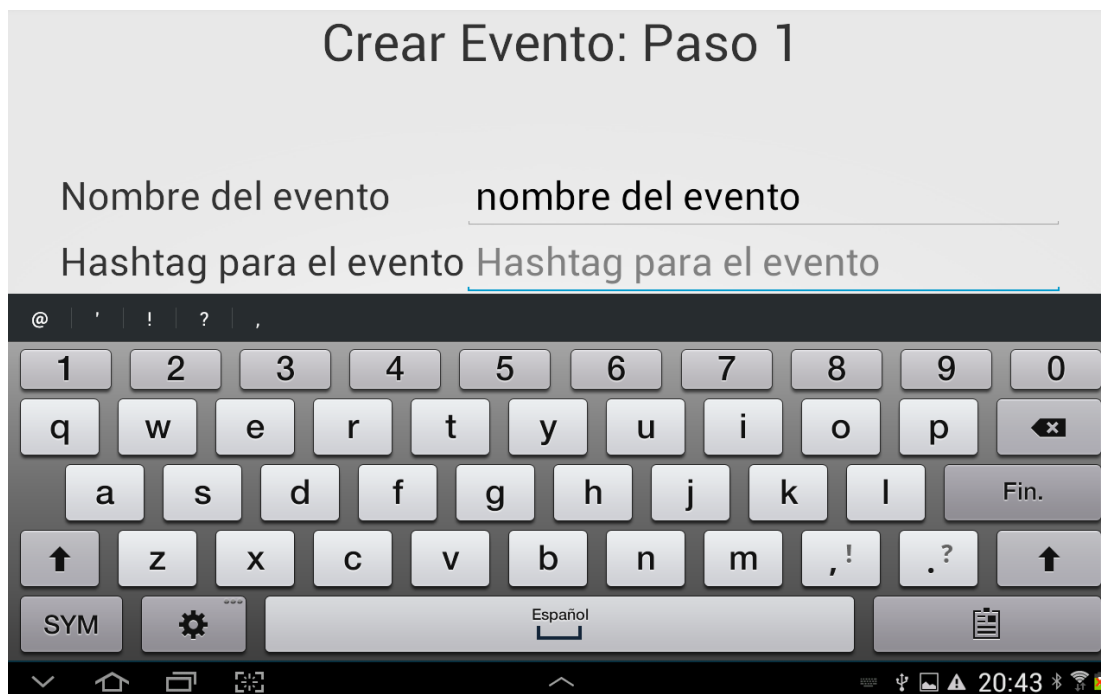 Crear Evento: Paso 1
Nombre del evento nombre del evento
Hashtag para el evento Hashtag para el evento
@ ' ! ? ,
1 2 3 4 5 6 7 8 9 0
q w e r t y u i o p
a s d f g h j k l Fin.
z x c v b n m , ! . ?
SYM Español
20:43